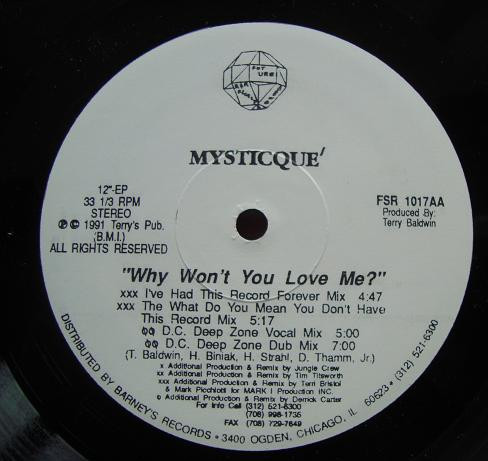 FUT
URE
MYSTICQUE'
12"-EP
33 1/3 RPM
STEREO
℗ © 1991 Terry's Pub.
(B.M.I.)
ALL RIGHTS RESERVED
FSR 1017AA
Produced By:
Terry Baldwin
"Why Won't You Love Me?"
xxx I've Had This Record Forever Mix 4:47
xxx The What Do You Mean You Don't Have
This Record Mix 5:17
φφ D.C. Deep Zone Vocal Mix 5:00
φφ D.C. Deep Zone Dub Mix 7:00
(T. Baldwin, H. Biniak, H. Strahl, D. Thamm, Jr.)
x Additional Production & Remix by Jungle Crew
xx Additional Production & Remix by Tim Titsworth
xxx Additional Production & Remix by Terri Bristol
& Mark Picchiotti for MARK I Production INC.
φ Additional Production & Remix by Derrick Carter
For Info Call (312) 521-6300
(708) 998-1736
FAX (708) 729-7649
DISTRIBUTED BY BARNEY'S RECORDS • 3400 OGDEN, CHICAGO, IL 60623 • (312) 521-6300